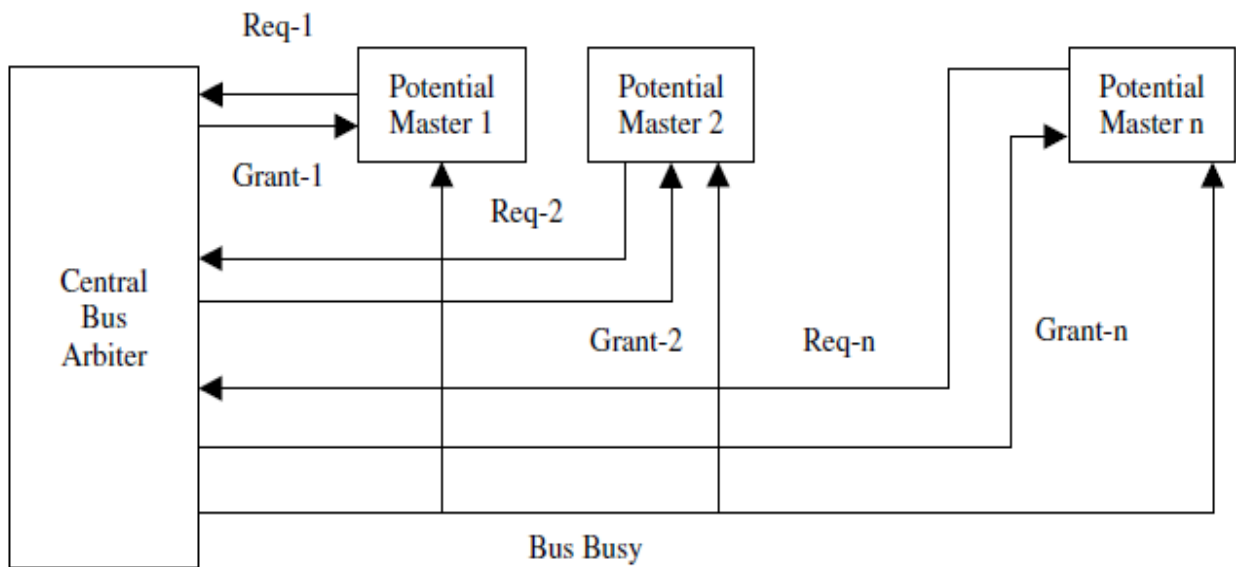 Req-1
Potential
Master 1
Potential
Master 2
Potential
Master n
Grant-1
Req-2
Central
Bus
Arbiter
Grant-2
Req-n
Grant-n
Bus Busy